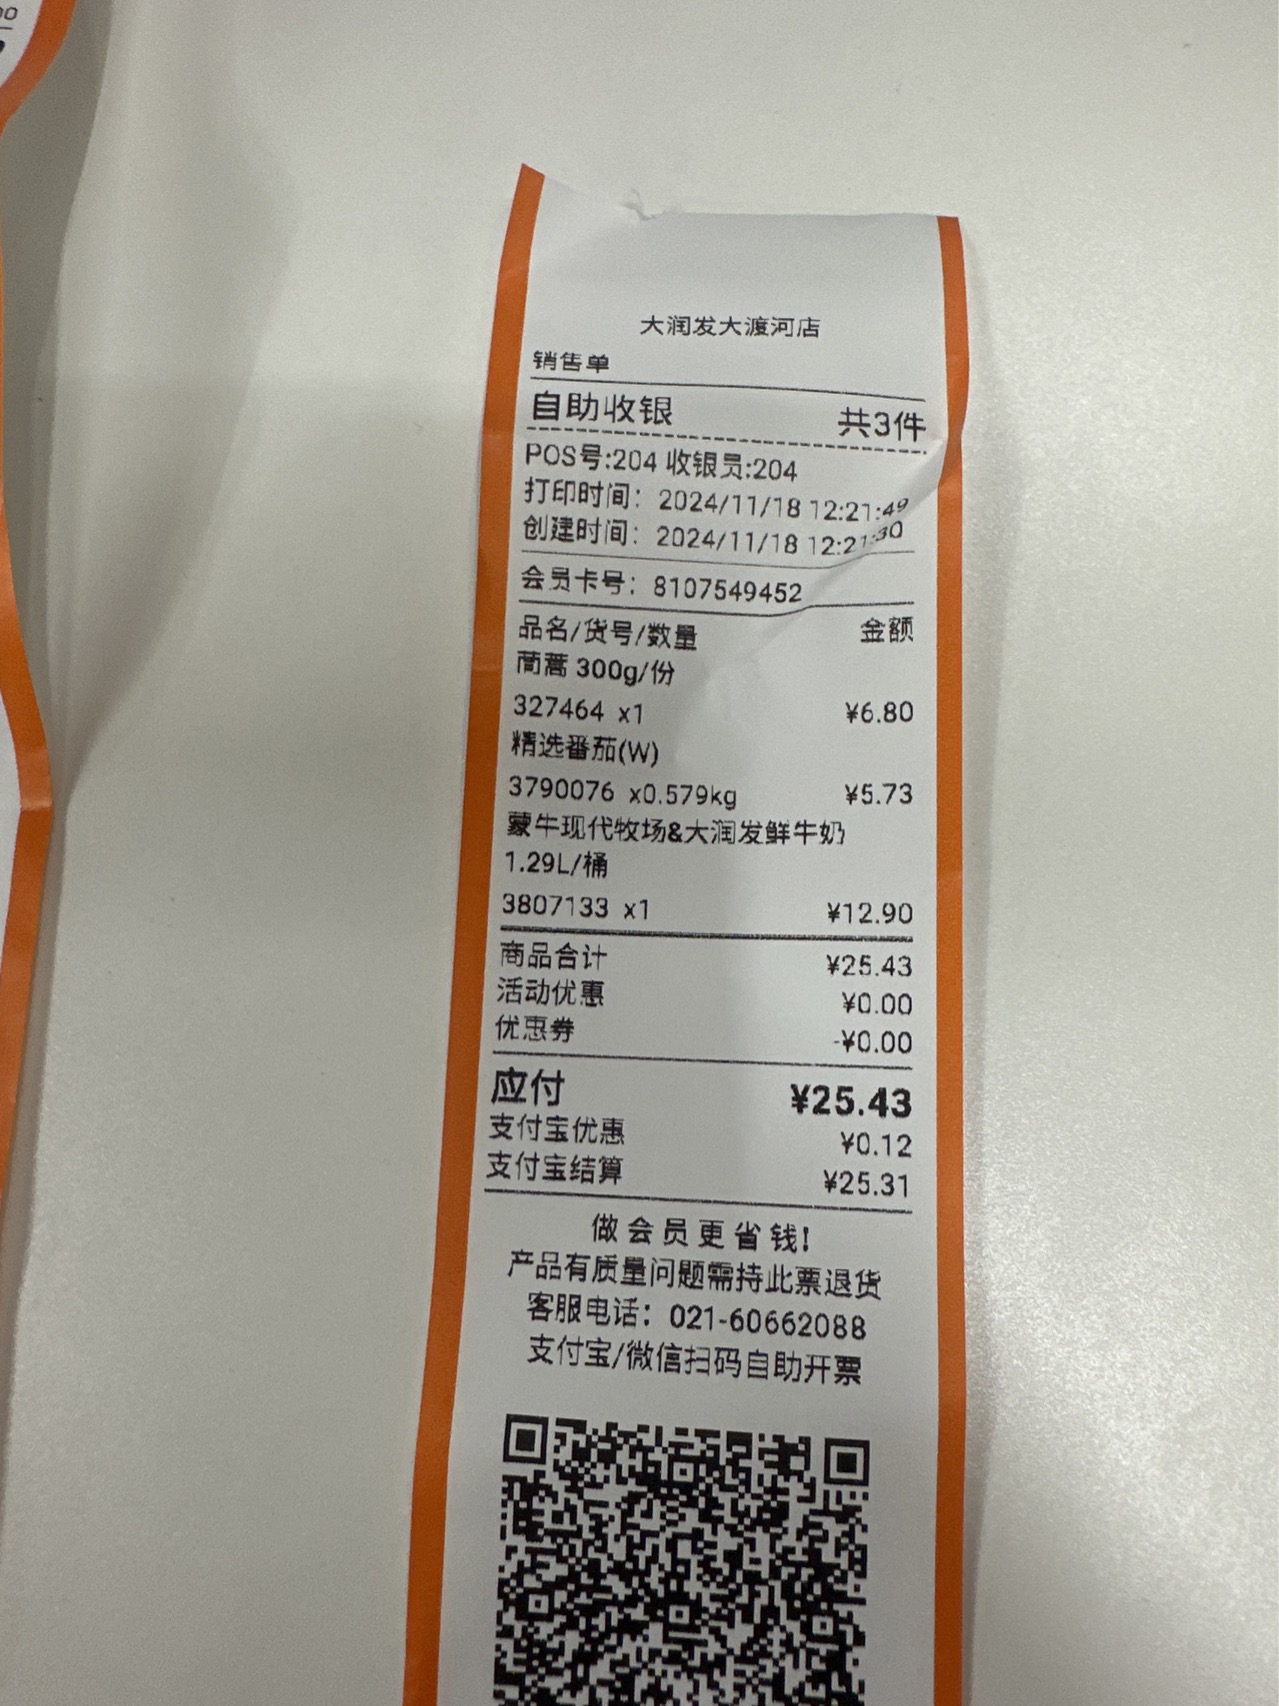 大润发大渡河店
销售单
自助收银 共3件
POS号:204 收银员:204
打印时间：2024/11/18 12:21:49
创建时间：2024/11/18 12:21:30
会员卡号：8107549452
品名/货号/数量 金额
茼蒿 300g/份
327464 x1 ¥6.80
精选番茄(W)
3790076 x0.579kg ¥5.73
蒙牛现代牧场&大润发鲜牛奶
1.29L/桶
3807133 x1 ¥12.90
商品合计 ¥25.43
活动优惠 ¥0.00
优惠券 -¥0.00
应付 ¥25.43
支付宝优惠 ¥0.12
支付宝结算 ¥25.31
做会员更省钱!
产品有质量问题需持此票退货
客服电话：021-60662088
支付宝/微信扫码自助开票